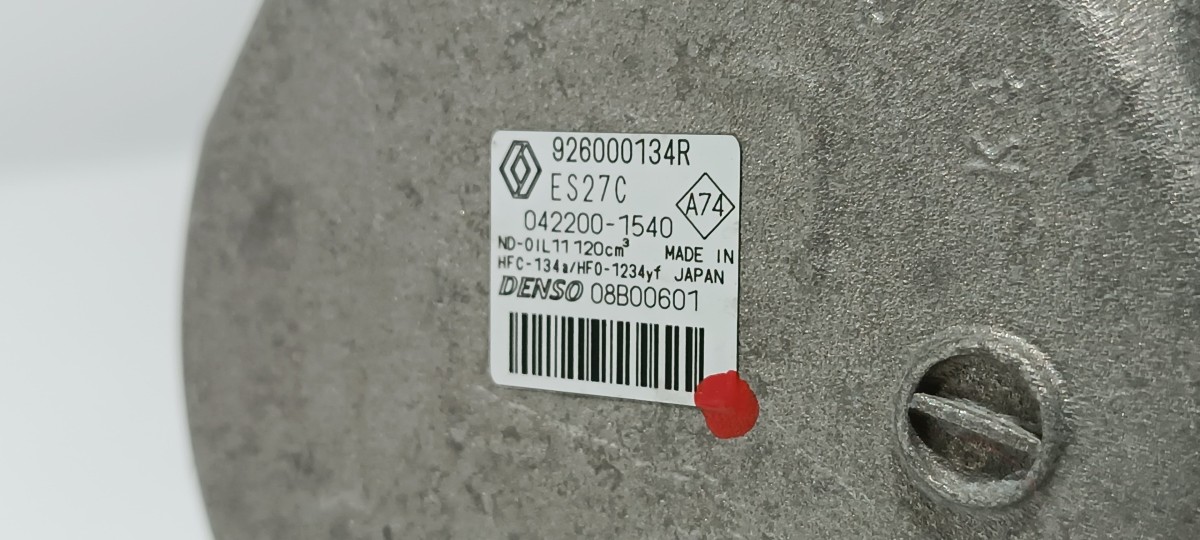 926000134R
ES27C
A74
042200-1540
ND-OIL11 120cm³ MADE IN
HFC-134a/HFO-1234yf JAPAN
DENSO 08B00601